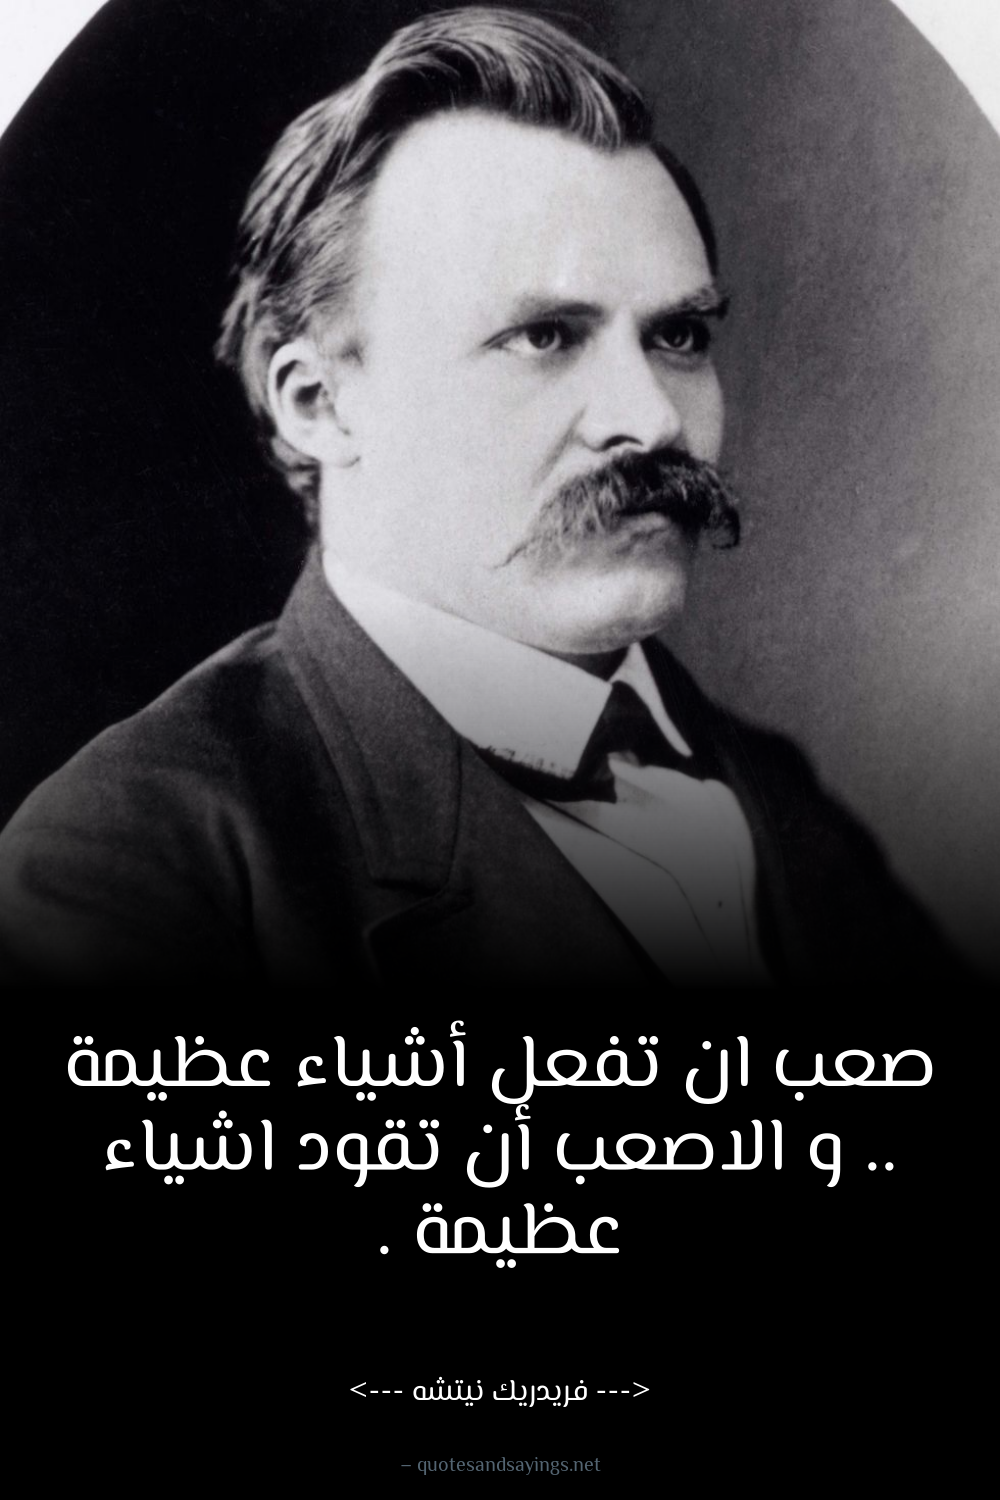 صعب ان تفعل أشياء عظيمة
.. و الاصعب أن تقود اشياء
عظيمة .
<--- فريدريك نيتشه --->
– quotesandsayings.net